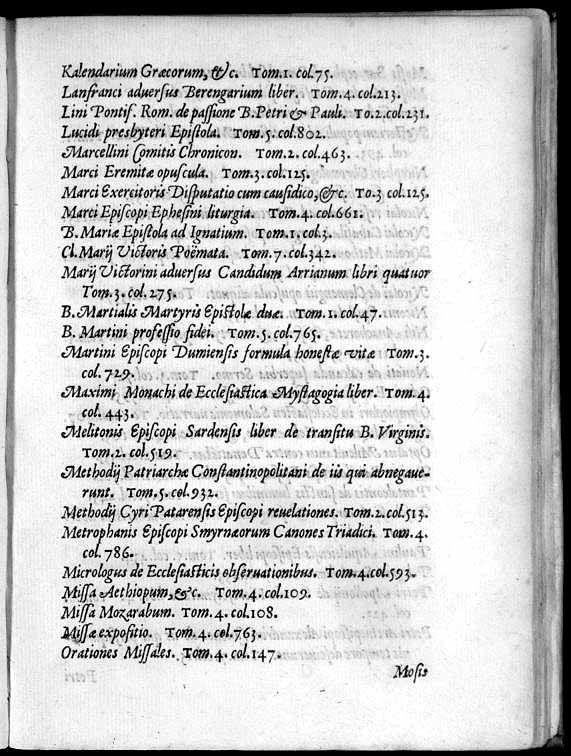 Kalendarium Græcorum, &c. Tom.1. col.75.
Lanfranci adversus Berengarium liber. Tom.4. col.213.
Lini Pontif. Rom. de passione B.Petri & Pauli. To.2.col.231.
Lucidi presbyteri Epistola. Tom.5. col.802.
Marcellini Comitis Chronicon. Tom.2. col.463.
Marci Eremitæ opuscula. Tom.3. col.125.
Marci Exercitoris Disputatio cum causidico, &c. To.3 col.125.
Marci Episcopi Ephesini liturgia. Tom.4. col.661.
B. Mariæ Epistola ad Ignatium. Tom.1. col.3.
Cl. Marij Victoris Poëmata. Tom.7. col.342.
Marij Victorini adversus Candidum Arrianum libri quatuor
Tom.3. col.275.
B. Martialis Martyris Epistolæ duæ. Tom.1. col.47.
B. Martini professio fidei. Tom.5. col.765.
Martini Episcopi Dumiensis formula honestæ vitæ Tom.3.
col. 729.
Maximi Monachi de Ecclesiastica Mystagogia liber. Tom.4.
col. 443.
Melitonis Episcopi Sardensis liber de transitu B. Virginis.
Tom.2. col.519.
Methodij Patriarchæ Constantinopolitani de iis qui abnegaue-
runt. Tom.5. col.932.
Methodij Cyri Patarensis Episcopi reuelationes. Tom.2. col.513.
Metrophanis Episcopi Smyrnæorum Canones Triadici. Tom.4.
col.786.
Micrologus de Ecclesiasticis obseruationibus. Tom.4.col.593.
Missa Aethiopum, &c. Tom.4. col.109.
Missa Mozarabum. Tom.4. col.108.
Missæ expositio. Tom.4. col.763.
Orationes Missales. Tom.4. col.147.
Mosis